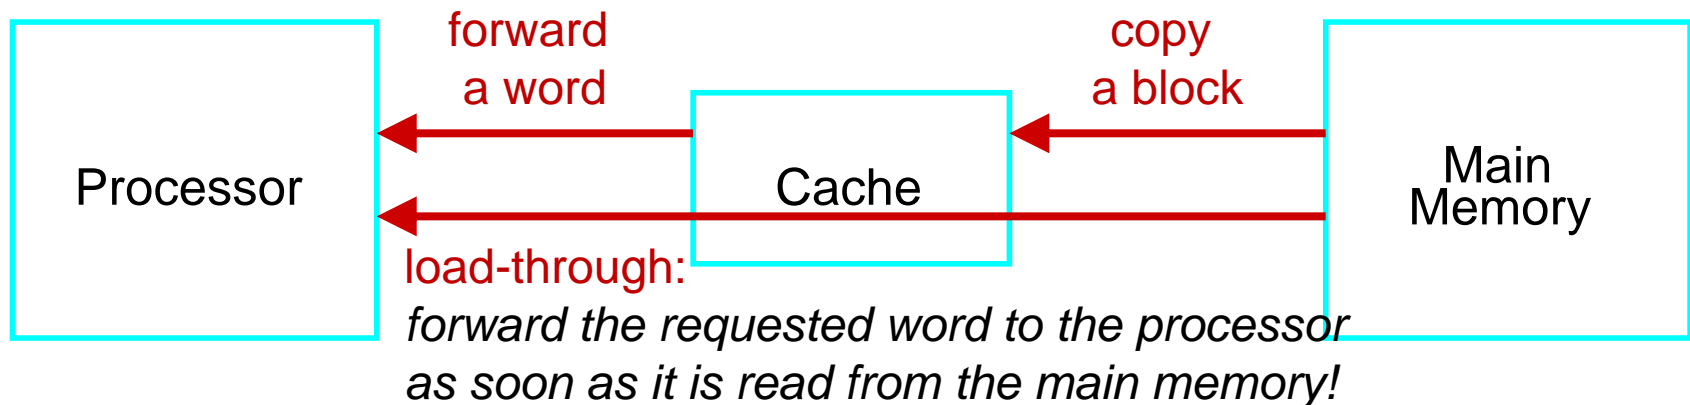 forward
a word
copy
a block
Processor
Cache
Main
Memory
load-through:
forward the requested word to the processor
as soon as it is read from the main memory!